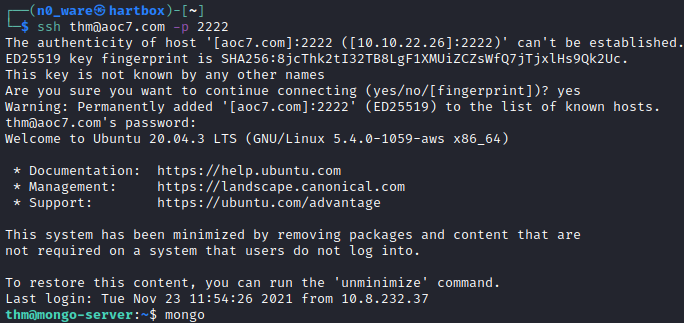 ┌──(n0_ware㉿hartbox)-[~]
└─$ ssh thm@aoc7.com -p 2222
The authenticity of host '[aoc7.com]:2222 ([10.10.22.26]:2222)' can't be established.
ED25519 key fingerprint is SHA256:8jcThk2tI32TB8LgF1XMUiZCZsWfQ7jTjxlHs9Qk2Uc.
This key is not known by any other names
Are you sure you want to continue connecting (yes/no/[fingerprint])? yes
Warning: Permanently added '[aoc7.com]:2222' (ED25519) to the list of known hosts.
thm@aoc7.com's password:
Welcome to Ubuntu 20.04.3 LTS (GNU/Linux 5.4.0-1059-aws x86_64)
* Documentation:  https://help.ubuntu.com
* Management:     https://landscape.canonical.com
* Support:        https://ubuntu.com/advantage
This system has been minimized by removing packages and content that are
not required on a system that users do not log into.
To restore this content, you can run the 'unminimize' command.
Last login: Tue Nov 23 11:54:26 2021 from 10.8.232.37
thm@mongo-server:~$ mongo